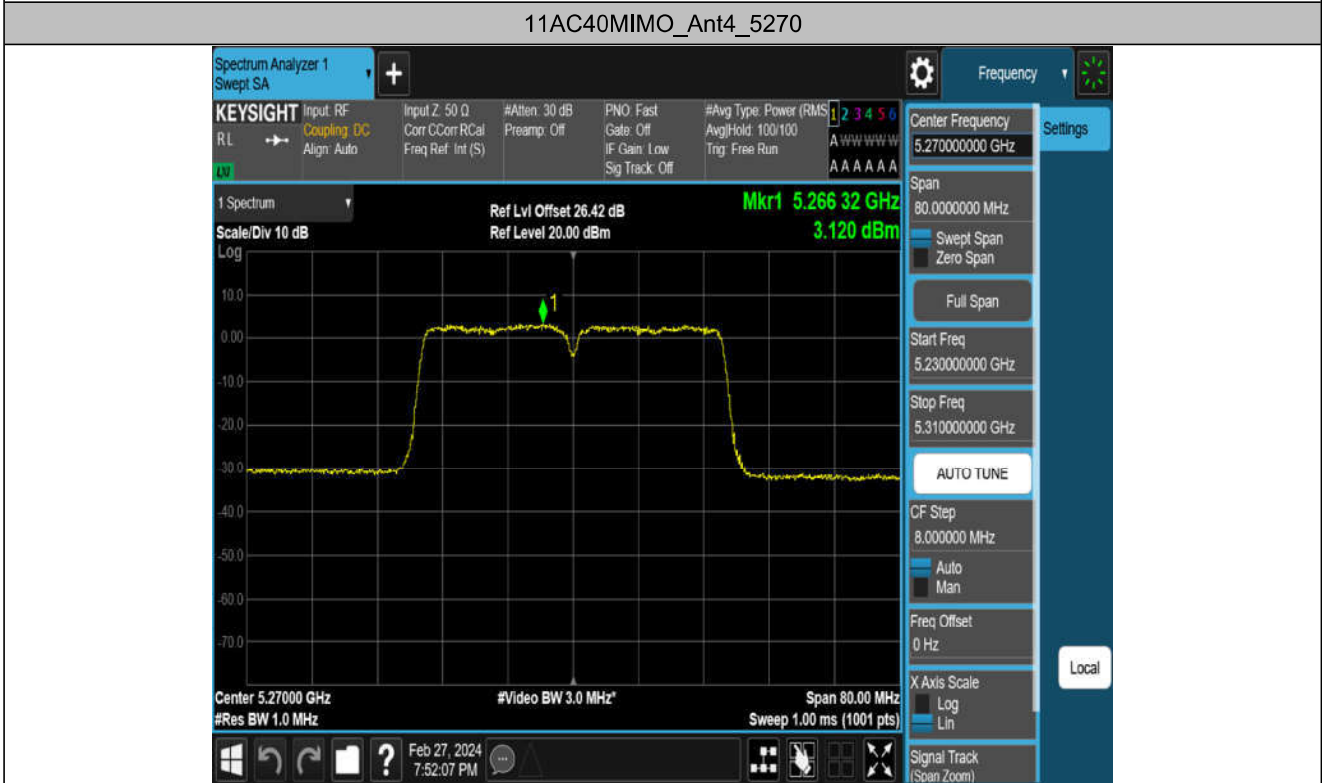 11AC40MIMO_Ant4_5270
Spectrum Analyzer 1
Swept SA
+
Frequency
KEYSIGHT
RL
LXI
Input: RF
Coupling: DC
Align: Auto
Input Z: 50 Ω
Corr CCorr RCal
Freq Ref: Int (S)
#Atten: 30 dB
Preamp: Off
PNO: Fast
Gate: Off
IF Gain: Low
Sig Track: Off
#Avg Type: Power (RMS
Avg|Hold: 100/100
Trig: Free Run
1 2 3 4 5 6
A W W W W W
A A A A A A
1 Spectrum
Scale/Div 10 dB
Ref Lvl Offset 26.42 dB
Ref Level 20.00 dBm
Mkr1 5.266 32 GHz
3.120 dBm
Log
10.0
0.00
-10.0
-20.0
-30.0
-40.0
-50.0
-60.0
-70.0
1
Center 5.27000 GHz
#Res BW 1.0 MHz
#Video BW 3.0 MHz*
Span 80.00 MHz
Sweep 1.00 ms (1001 pts)
?
Feb 27, 2024
7:52:07 PM
Center Frequency
5.270000000 GHz
Settings
Span
80.0000000 MHz
Swept Span
Zero Span
Full Span
Start Freq
5.230000000 GHz
Stop Freq
5.310000000 GHz
AUTO TUNE
CF Step
8.000000 MHz
Auto
Man
Freq Offset
0 Hz
Local
X Axis Scale
Log
Lin
Signal Track
(Span Zoom)